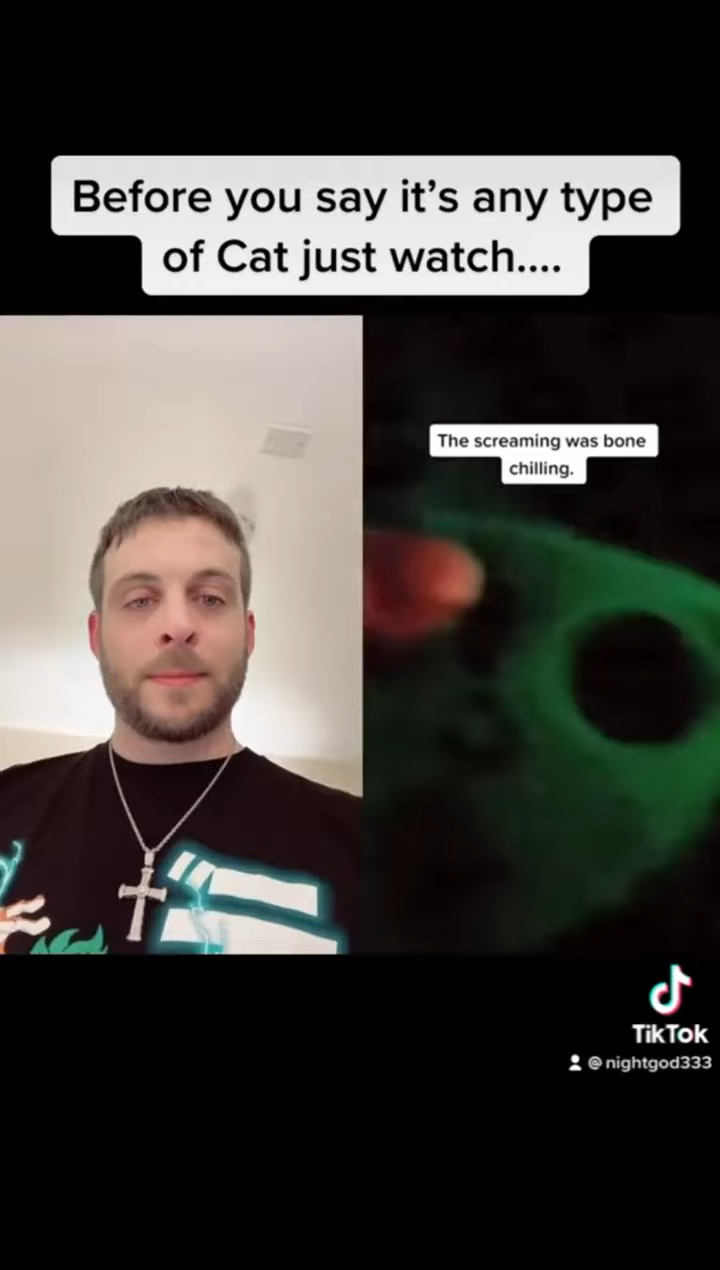 Before you say it’s any type
of Cat just watch....
The screaming was bone
chilling.
TikTok
@nightgod333